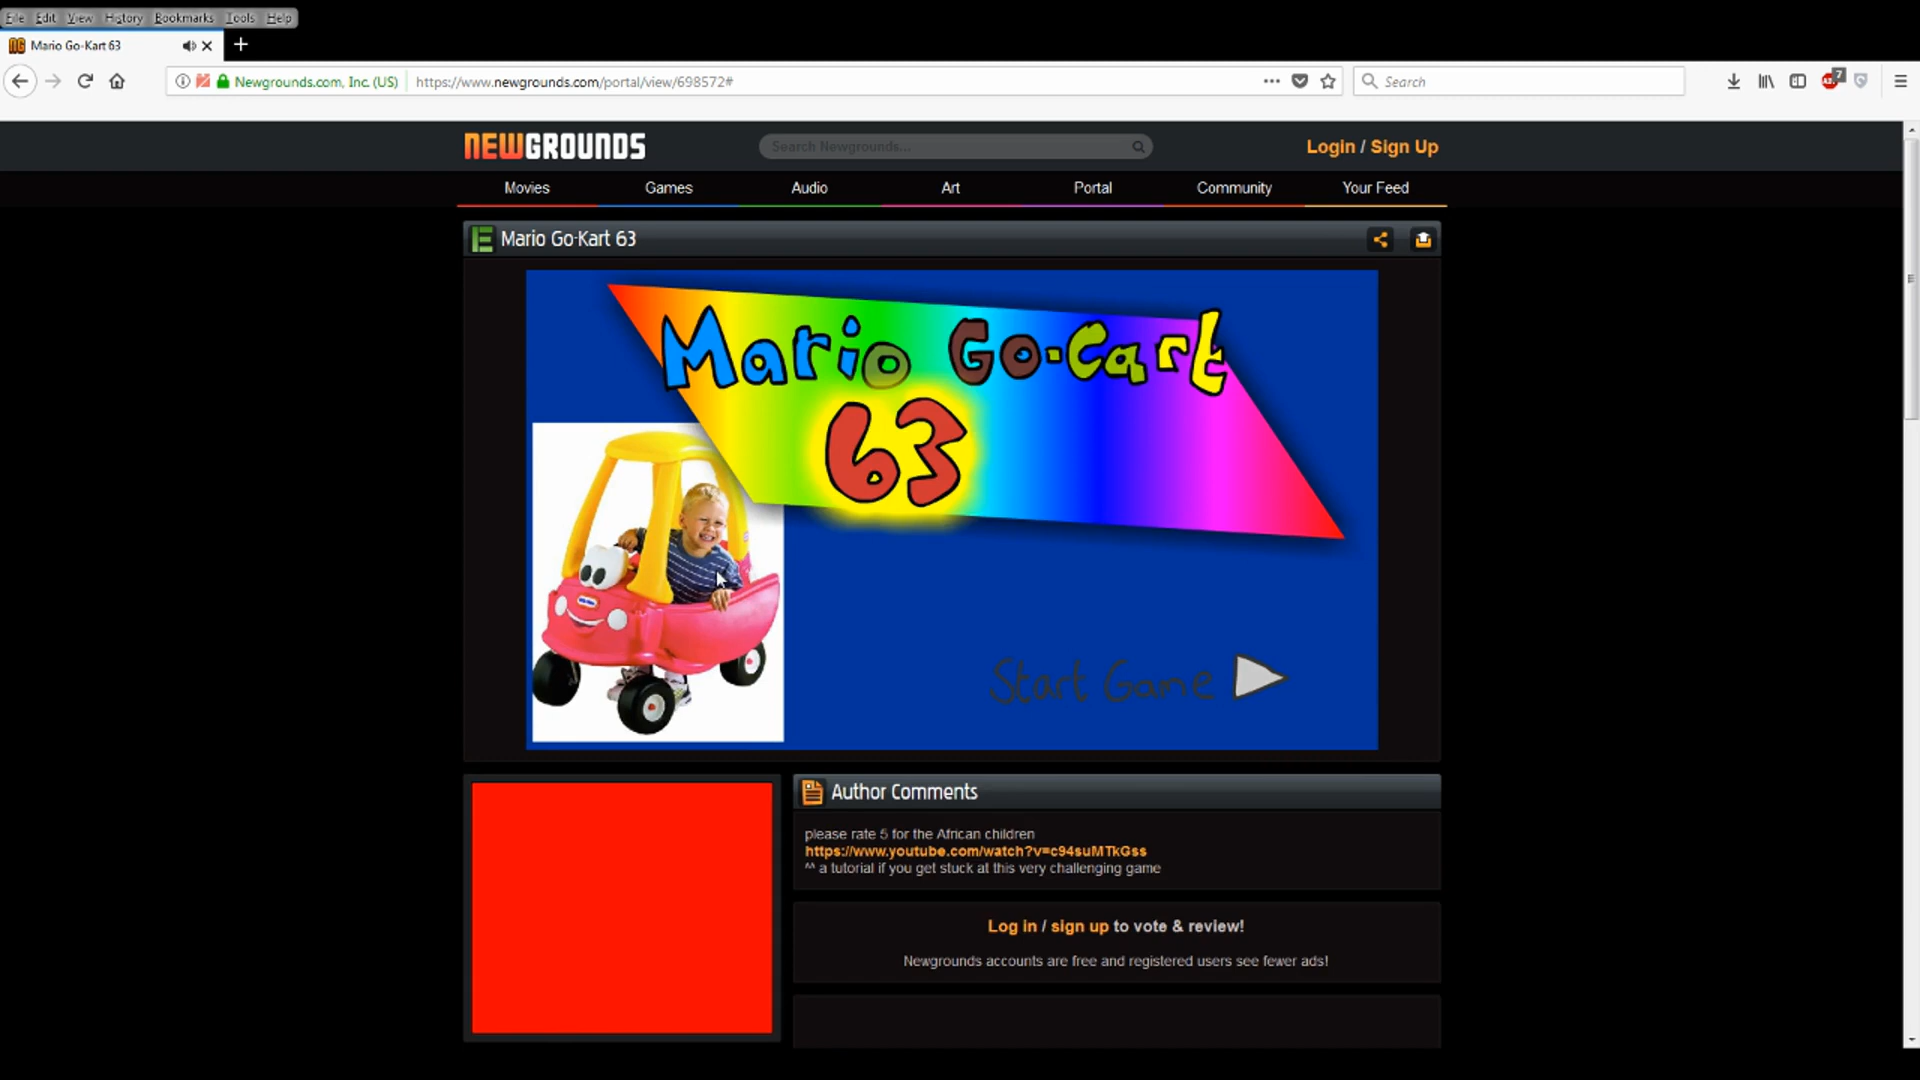 File Edit View History Bookmarks Tools Help
Mario Go-Kart 63
Newgrounds.com, Inc. (US) https://www.newgrounds.com/portal/view/698572# Search
7
NEWGROUNDS Search Newgrounds... Login / Sign Up
Movies Games Audio Art Portal Community Your Feed
E Mario Go-Kart 63
Mario Go-Cart
63
Start Game
Author Comments
please rate 5 for the African children
https://www.youtube.com/watch?v=c94suMTkGss
^^ a tutorial if you get stuck at this very challenging game
Log in / sign up to vote & review!
Newgrounds accounts are free and registered users see fewer ads!